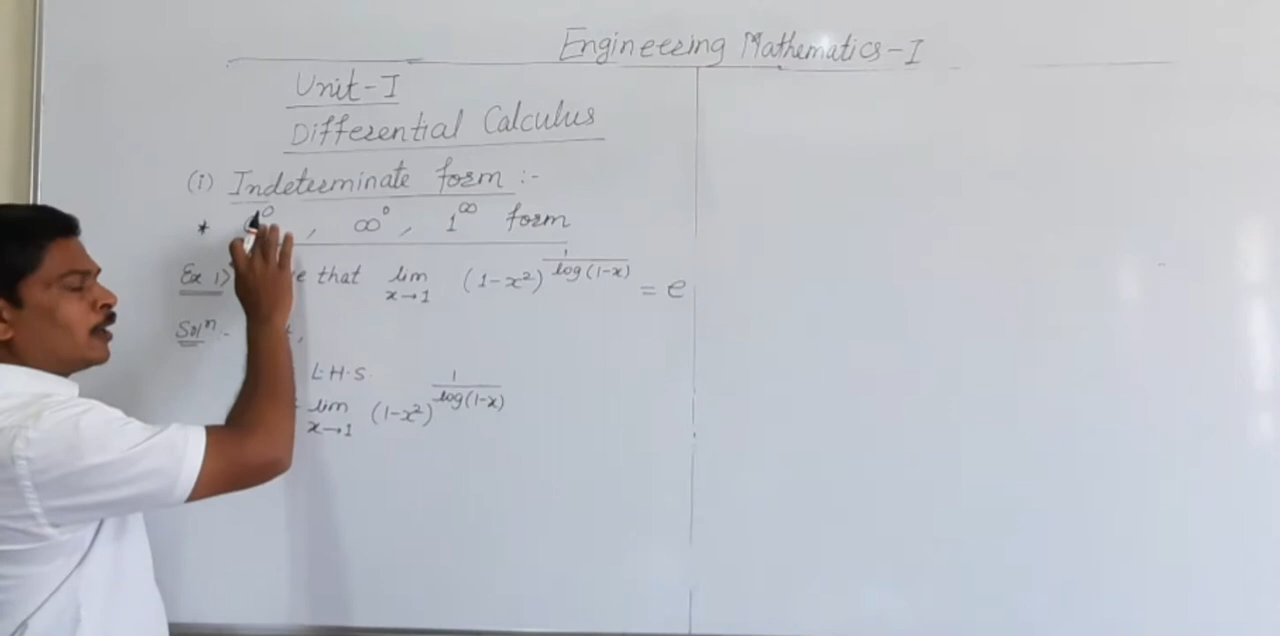 Engineering Mathematics-I
Unit-I
Differential Calculus
(i) Indeterminate form :-
* 0⁰, ∞⁰, 1^∞ form
Ex 1) that lim x→1 (1-x²)^(1/log(1-x)) = e
Solⁿ:-
L.H.S.
lim x→1 (1-x²)^(1/log(1-x))